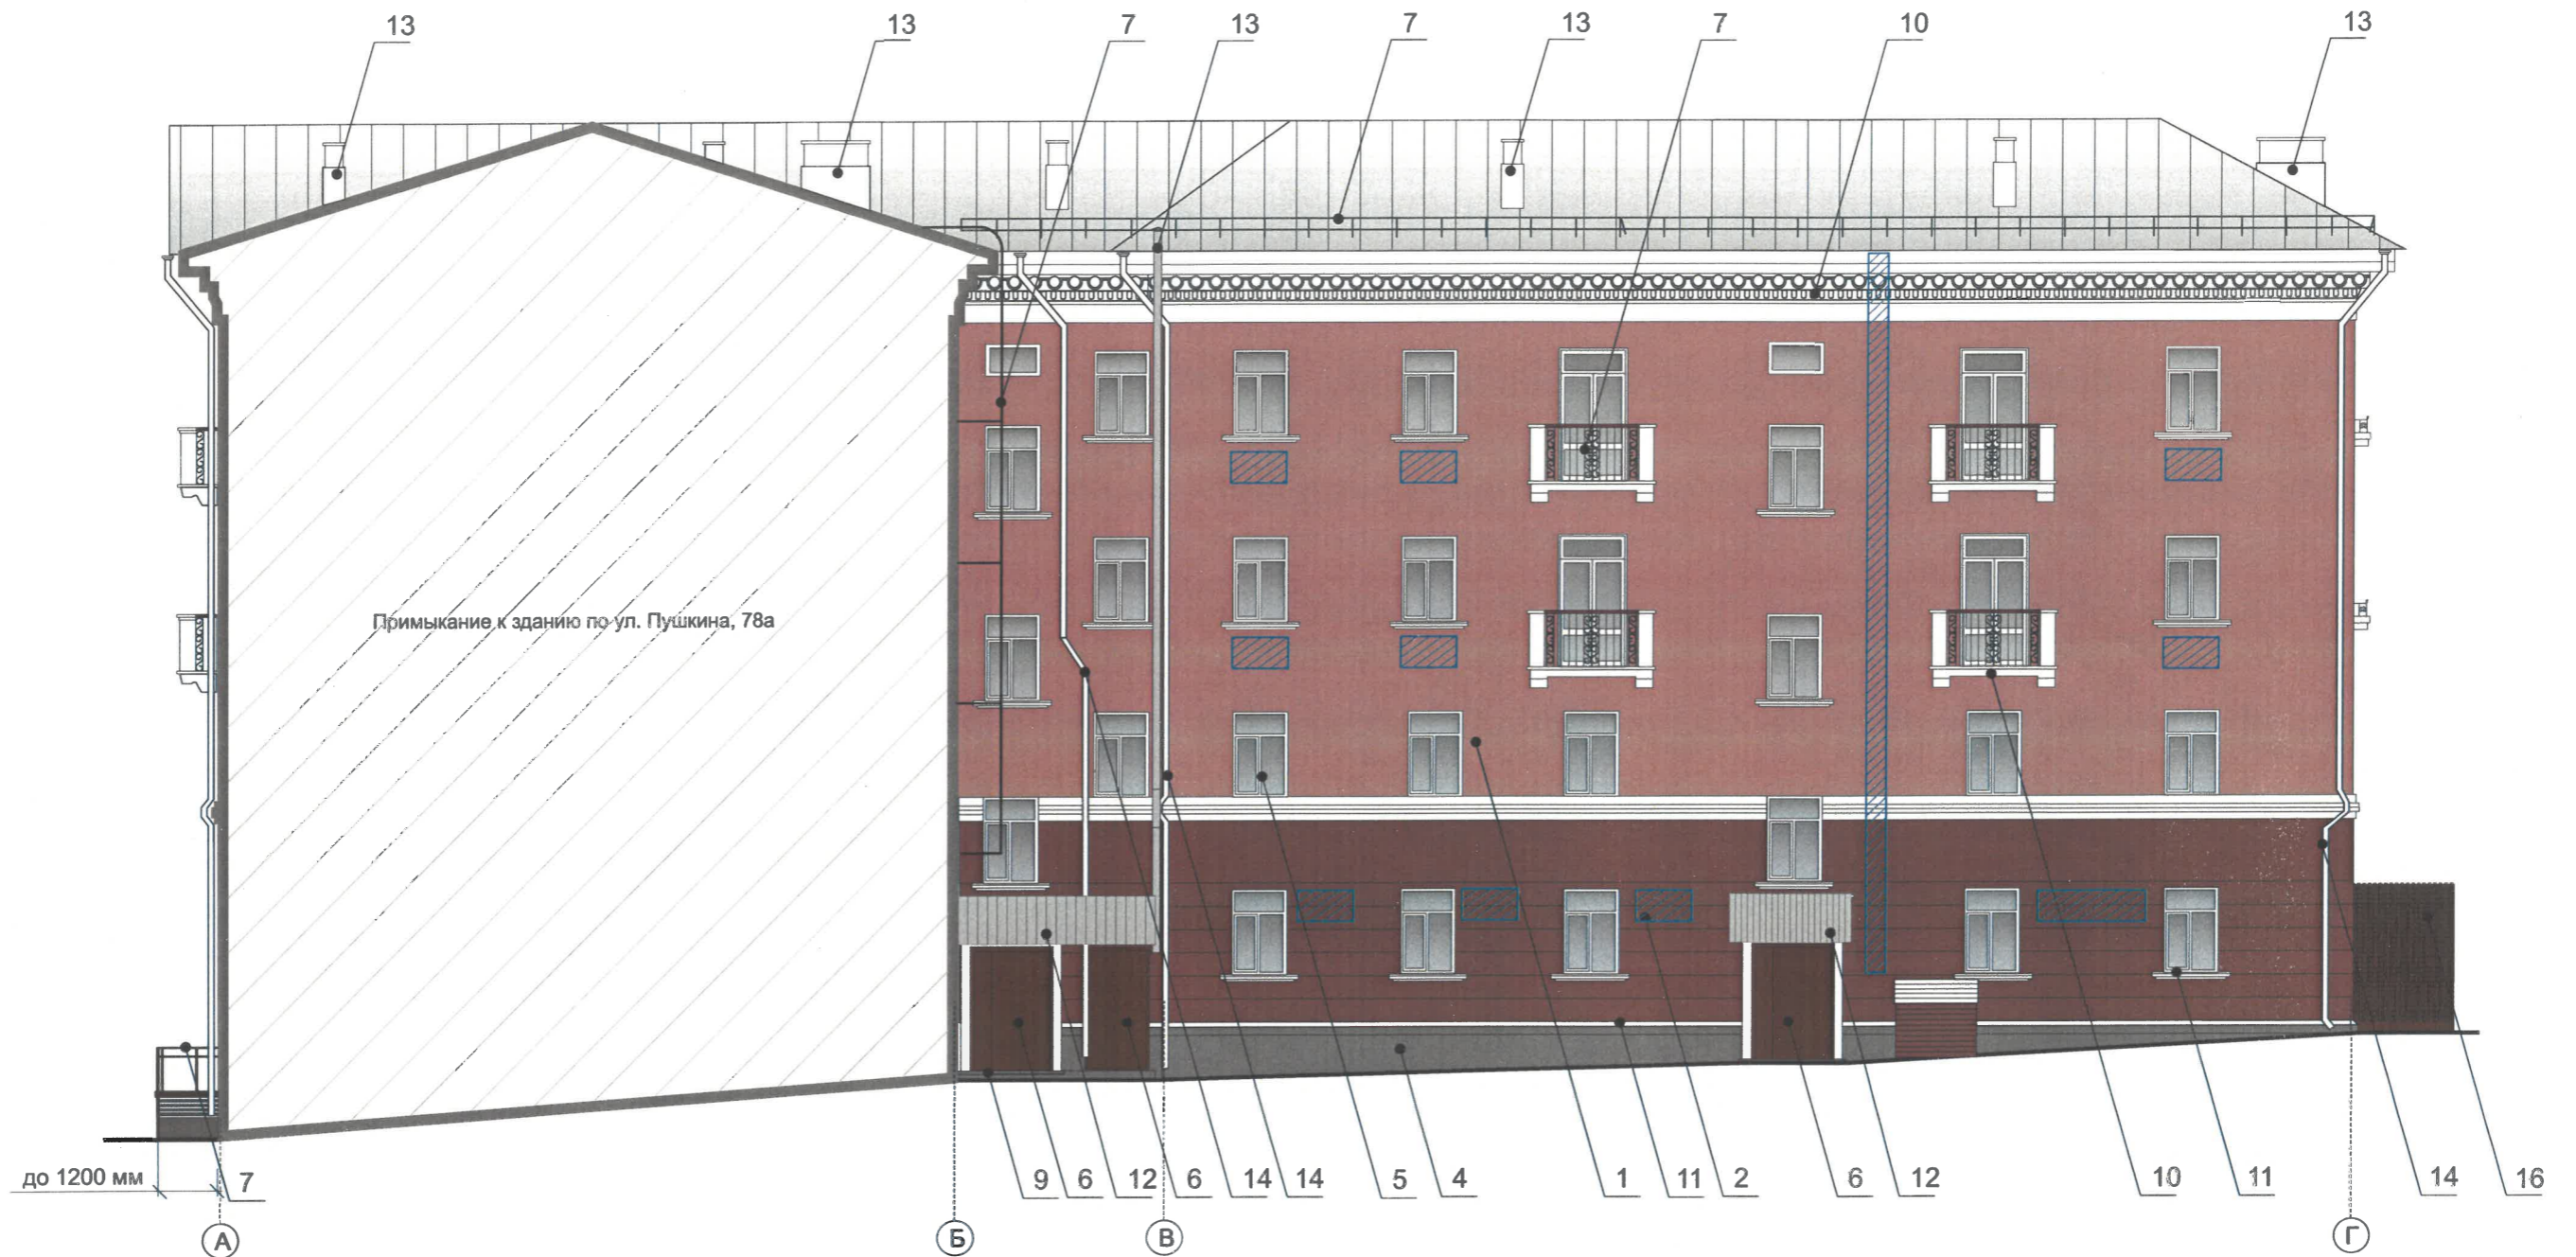 13 13 7 13 7 13 7 10 13
Примыкание к зданию по ул. Пушкина, 78а
до 1200 мм 7 9 6 12 6 14 14 5 4 1 11 2 6 12 10 11 14 16
А Б В Г